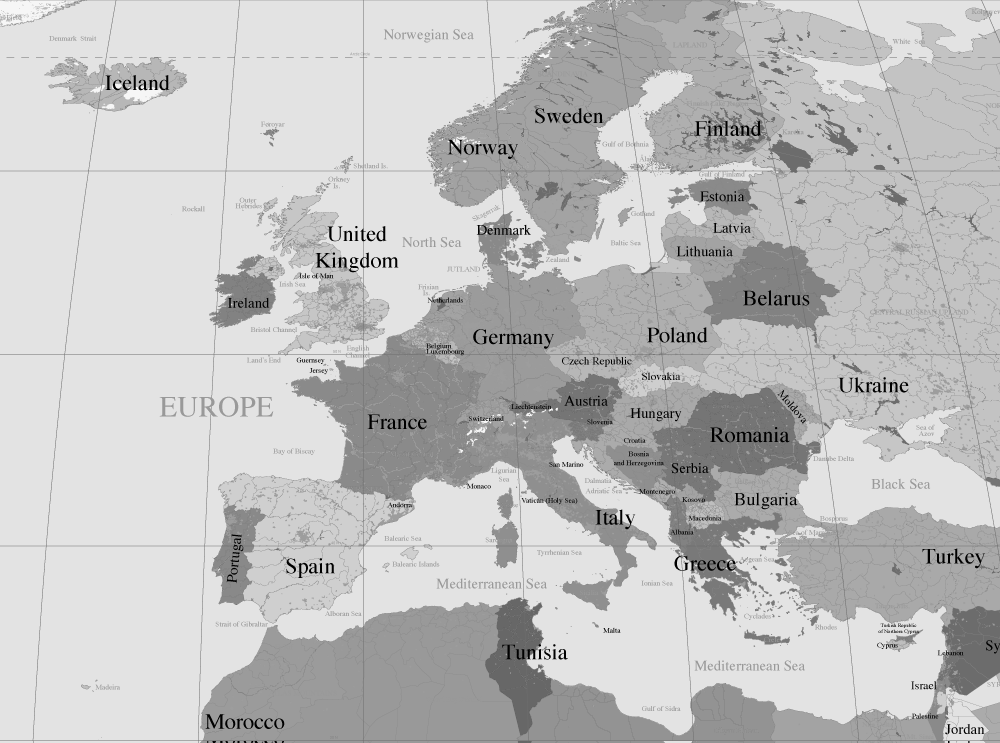 Denmark Strait
Norwegian Sea
White Sea
LAPLAND
Iceland
Sweden
Finland
Norway
Føroyar
Gulf of Bothnia
Shetland Is.
Orkney
Is.
Gulf of Finland
Estonia
Outer
Hebrides
Rockall
Skagerrak
Gotland
Latvia
United
Kingdom
North Sea
Denmark
Baltic Sea
Lithuania
Zealand
JUTLAND
Isle of Man
Irish Sea
Ireland
Frisian
Is.
Netherlands
Belarus
CENTRAL RUSSIAN UPLAND
Bristol Channel
Germany
Poland
English
Channel
Belgium
Luxembourg
Land's End
Guernsey
Jersey
Czech Republic
Slovakia
Ukraine
EUROPE
France
Liechtenstein
Austria
Switzerland
Slovenia
Hungary
Moldova
Romania
Sea of
Azov
Croatia
Bosnia
and Herzegovina
Bay of Biscay
San Marino
Serbia
Danube Delta
Ligurian
Sea
Dalmatia
Adriatic Sea
Monaco
Montenegro
Black Sea
Andorra
Vatican (Holy Sea)
Kosovo
Bulgaria
Italy
Macedonia
Bosporus
Albania
Portugal
Balearic Sea
Tyrrhenian Sea
Turkey
Spain
Balearic Islands
Greece
Aegean Sea
Mediterranean Sea
Ionian Sea
Alboran Sea
Strait of Gibraltar
Cyclades
Rhodes
Malta
Turkish Republic
of Northern Cyprus
Cyprus
Lebanon
Sy
Tunisia
Mediterranean Sea
Madeira
Israel
Gulf of Sidra
Palestine
Morocco
Jordan